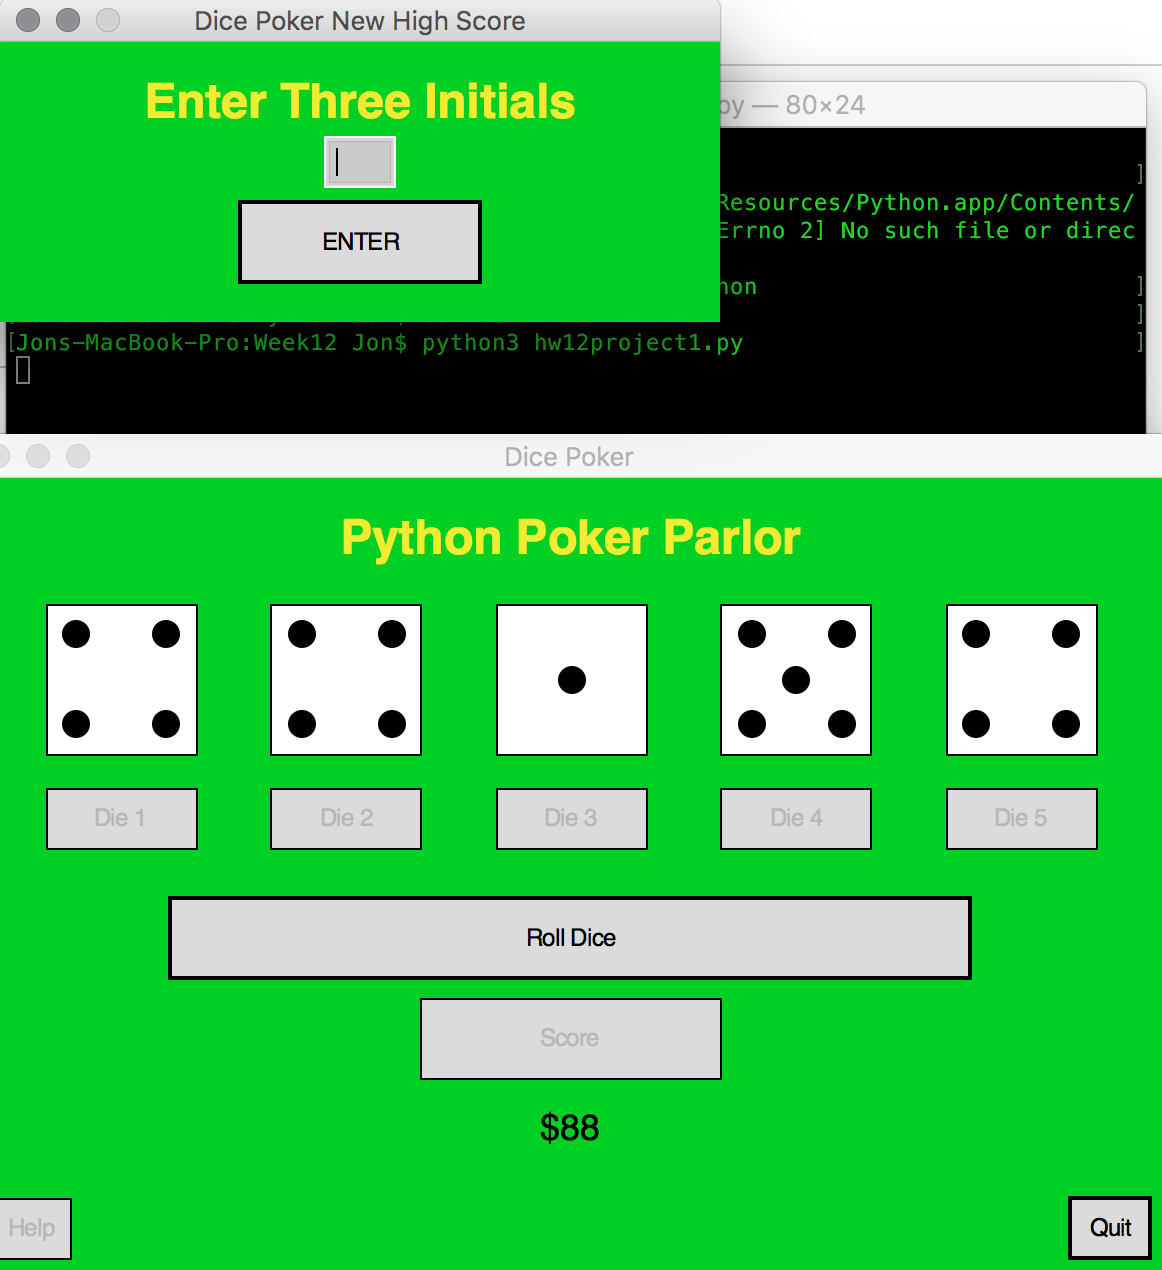 Dice Poker New High Score
Enter Three Initials
ENTER
py — 80×24
]
Resources/Python.app/Contents/
Errno 2] No such file or direc
hon ]
]
[Jons-MacBook-Pro:Week12 Jon$ python3 hw12project1.py ]
Dice Poker
Python Poker Parlor
Die 1 Die 2 Die 3 Die 4 Die 5
Roll Dice
Score
$88
Help Quit